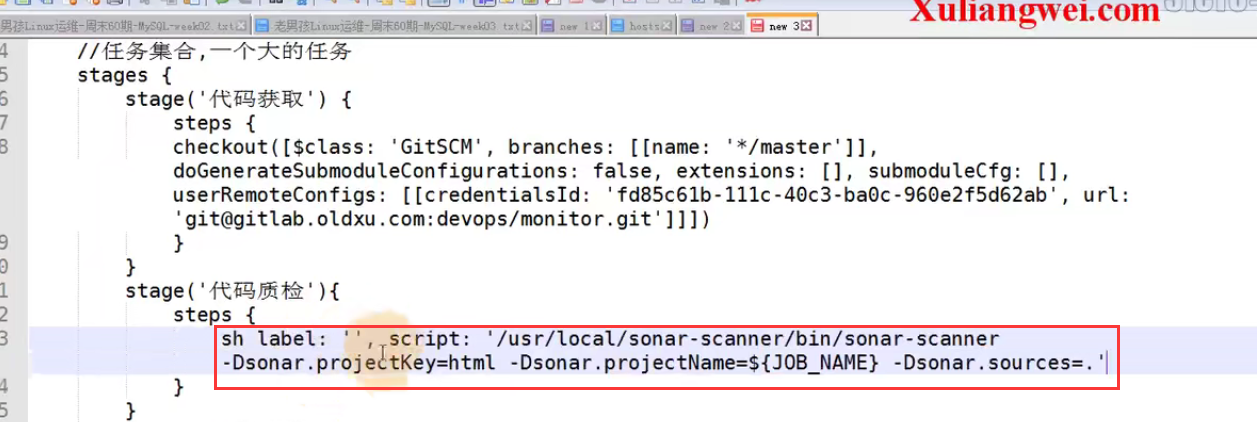 Xuliangwei.com
男孩Linux运维-周末60期-MySQL-week02.txt 老男孩Linux运维-周末60期-MySQL-week03 txt new 1 hosts new 2 new 3
4 //任务集合,一个大的任务
5 stages {
6 stage('代码获取') {
7 steps {
8 checkout([$class: 'GitSCM', branches: [[name: '*/master']],
doGenerateSubmoduleConfigurations: false, extensions: [], submoduleCfg: [],
userRemoteConfigs: [[credentialsId: 'fd85c61b-111c-40c3-ba0c-960e2f5d62ab', url:
'git@gitlab.oldxu.com:devops/monitor.git']]])
9 }
0 }
1 stage('代码质检'){
2 steps {
3 sh label: '', script: '/usr/local/sonar-scanner/bin/sonar-scanner
-Dsonar.projectKey=html -Dsonar.projectName=${JOB_NAME} -Dsonar.sources=.'
4 }
5 }